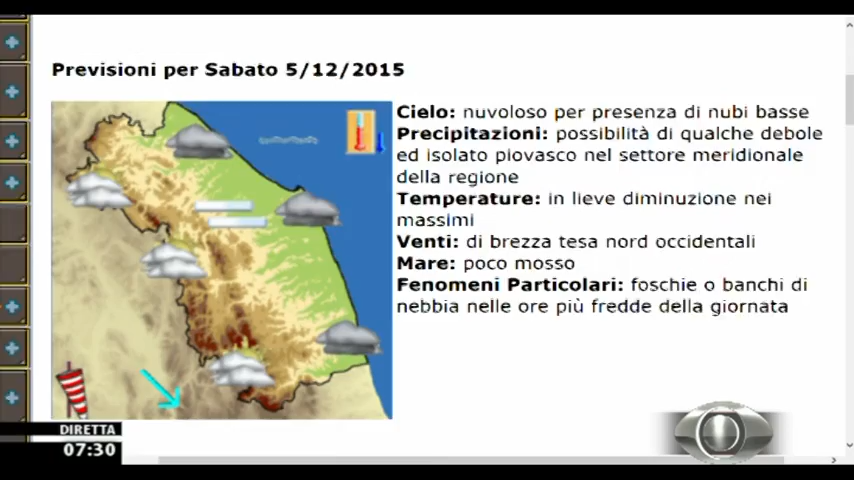 Previsioni per Sabato 5/12/2015
Cielo: nuvoloso per presenza di nubi basse
Precipitazioni: possibilità di qualche debole
ed isolato piovasco nel settore meridionale
della regione
Temperature: in lieve diminuzione nei
massimi
Venti: di brezza tesa nord occidentali
Mare: poco mosso
Fenomeni Particolari: foschie o banchi di
nebbia nelle ore più fredde della giornata
DIRETTA
07:30